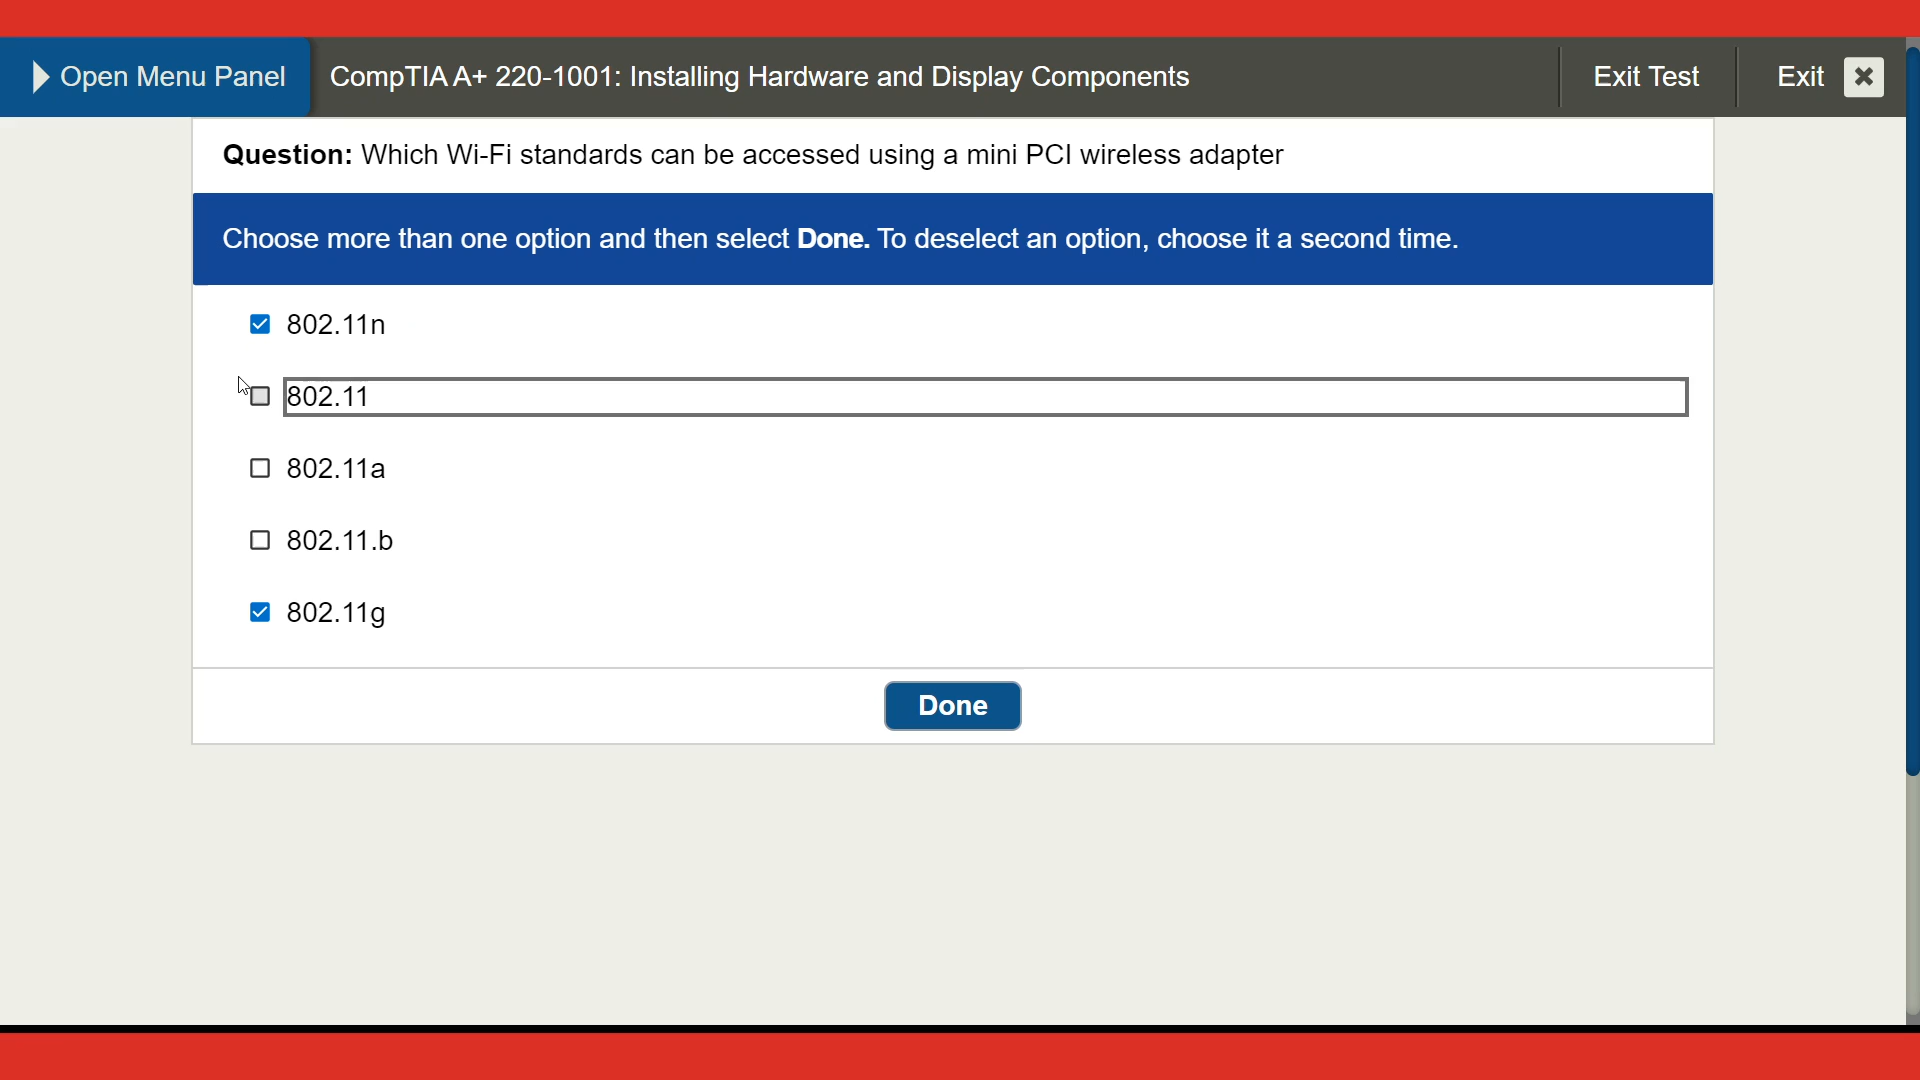 Open Menu Panel
CompTIA A+ 220-1001: Installing Hardware and Display Components
Exit Test
Exit
Question: Which Wi-Fi standards can be accessed using a mini PCI wireless adapter
Choose more than one option and then select Done. To deselect an option, choose it a second time.
802.11n
802.11
802.11a
802.11.b
802.11g
Done